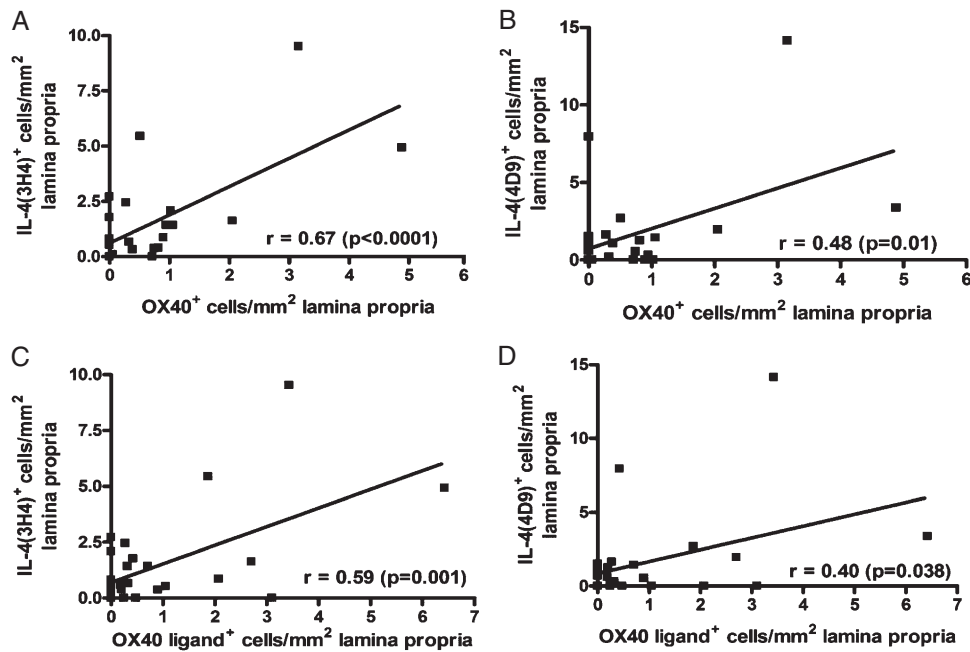 A
IL-4(3H4)⁺ cells/mm²
lamina propria
10.0
7.5
5.0
2.5
0.0
r = 0.67 (p<0.0001)
0 1 2 3 4 5 6
OX40⁺ cells/mm² lamina propria
B
IL-4(4D9)⁺ cells/mm²
lamina propria
15
10
5
0
r = 0.48 (p=0.01)
0 1 2 3 4 5 6
OX40⁺ cells/mm² lamina propria
C
IL-4(3H4)⁺ cells/mm²
lamina propria
10.0
7.5
5.0
2.5
0.0
r = 0.59 (p=0.001)
0 1 2 3 4 5 6 7
OX40 ligand⁺ cells/mm² lamina propria
D
IL-4(4D9)⁺ cells/mm²
lamina propria
15
10
5
0
r = 0.40 (p=0.038)
0 1 2 3 4 5 6 7
OX40 ligand⁺ cells/mm² lamina propria